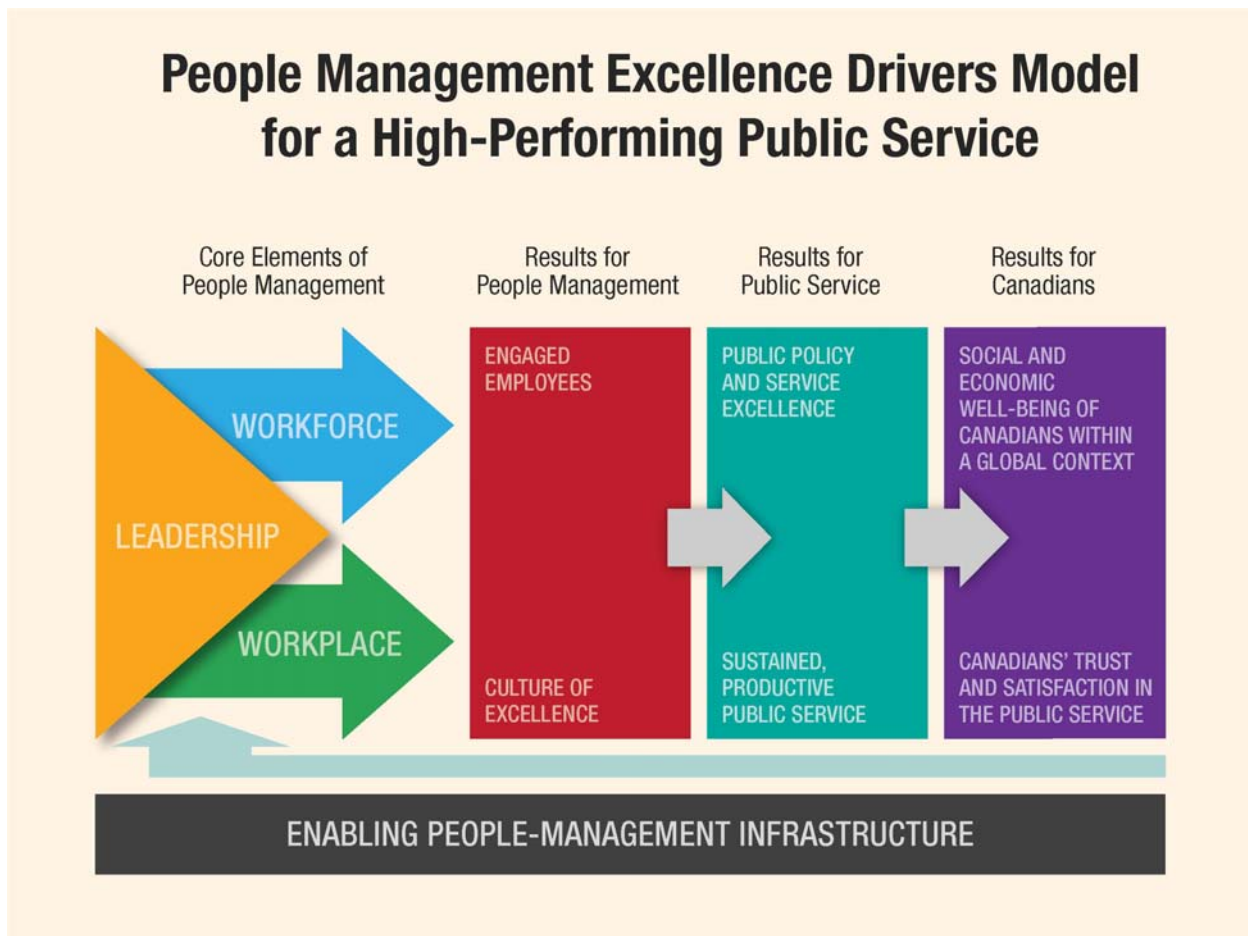 People Management Excellence Drivers Model
for a High-Performing Public Service
Core Elements of
People Management
Results for
People Management
Results for
Public Service
Results for
Canadians
LEADERSHIP
WORKFORCE
WORKPLACE
ENGAGED
EMPLOYEES
CULTURE OF
EXCELLENCE
PUBLIC POLICY
AND SERVICE
EXCELLENCE
SUSTAINED,
PRODUCTIVE
PUBLIC SERVICE
SOCIAL AND
ECONOMIC
WELL-BEING OF
CANADIANS WITHIN
A GLOBAL CONTEXT
CANADIANS’ TRUST
AND SATISFACTION IN
THE PUBLIC SERVICE
ENABLING PEOPLE-MANAGEMENT INFRASTRUCTURE